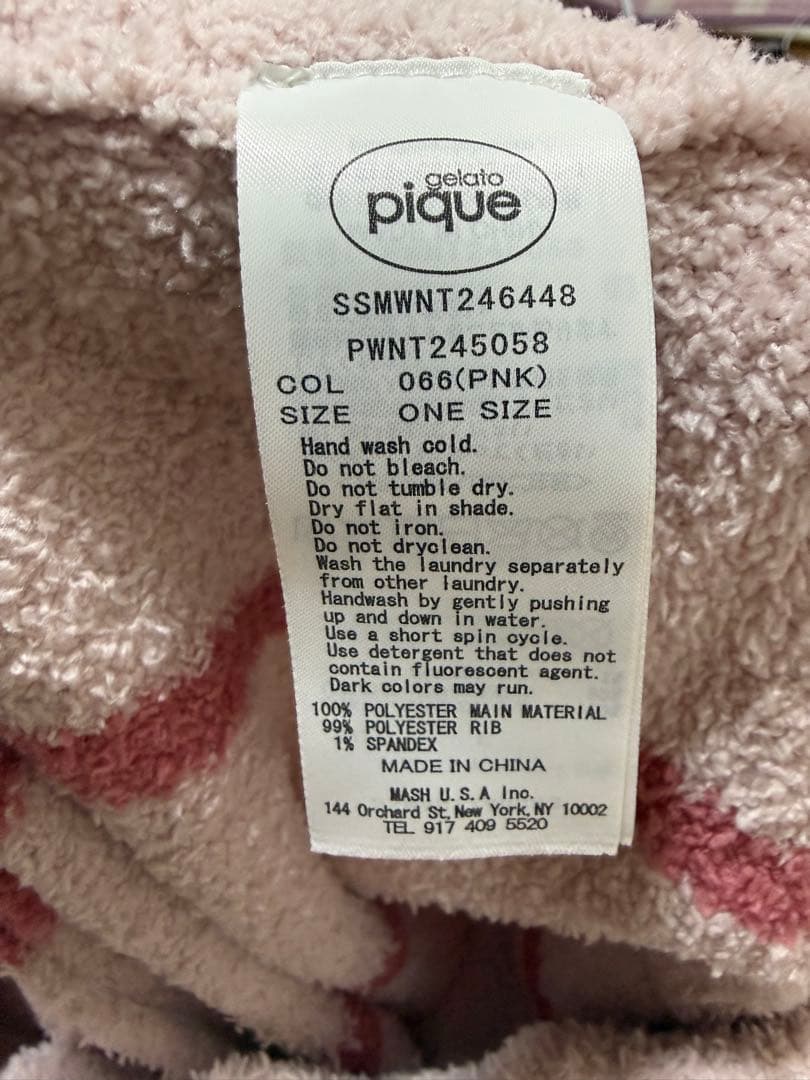 gelato
pique
SSMWNT246448
PWNT245058
COL 066(PNK)
SIZE ONE SIZE
Hand wash cold.
Do not bleach.
Do not tumble dry.
Dry flat in shade.
Do not iron.
Do not dryclean.
Wash the laundry separately
from other laundry.
Handwash by gently pushing
up and down in water.
Use a short spin cycle.
Use detergent that does not
contain fluorescent agent.
Dark colors may run.
100% POLYESTER MAIN MATERIAL
99% POLYESTER RIB
1% SPANDEX
MADE IN CHINA
MASH U.S.A Inc.
144 Orchard St, New York, NY 10002
TEL 917 409 5520